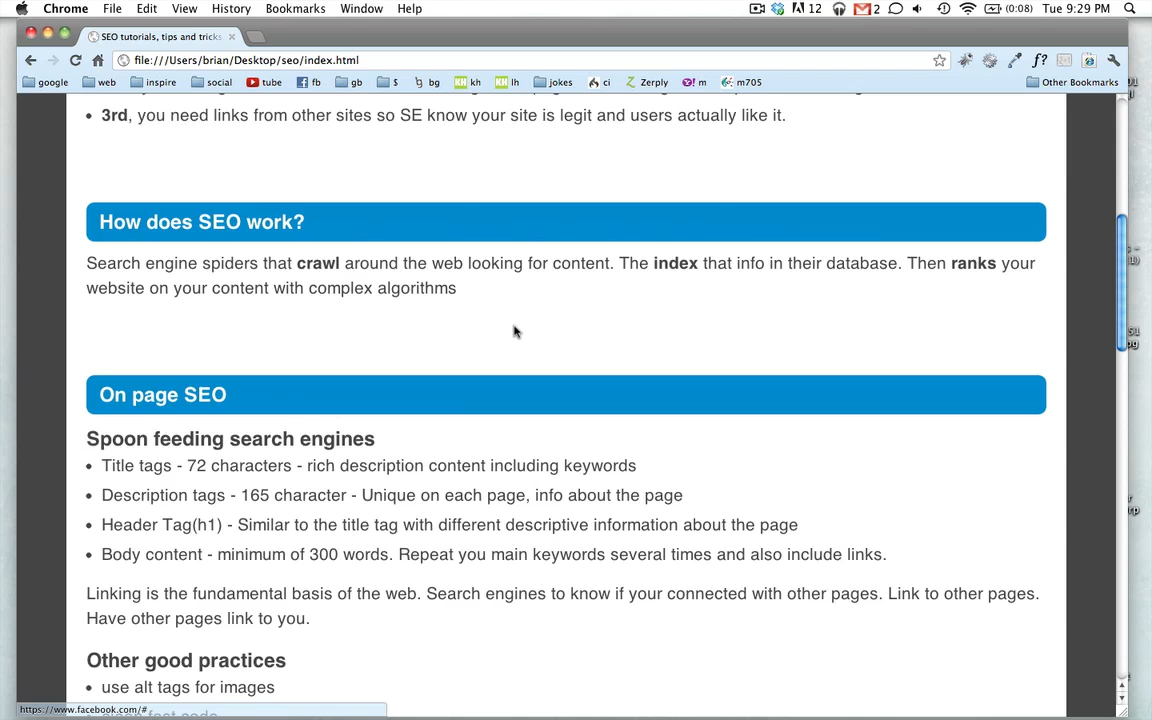 Chrome File Edit View History Bookmarks Window Help 12 2 (0:08) Tue 9:29 PM
SEO tutorials, tips and tricks
file:///Users/brian/Desktop/seo/index.html
google web inspire social tube fb gb $ bg kh lh jokes ci Zerply m m705 Other Bookmarks
3rd, you need links from other sites so SE know your site is legit and users actually like it.
How does SEO work?
Search engine spiders that crawl around the web looking for content. The index that info in their database. Then ranks your
website on your content with complex algorithms
On page SEO
Spoon feeding search engines
• Title tags - 72 characters - rich description content including keywords
• Description tags - 165 character - Unique on each page, info about the page
• Header Tag(h1) - Similar to the title tag with different descriptive information about the page
• Body content - minimum of 300 words. Repeat you main keywords several times and also include links.
Linking is the fundamental basis of the web. Search engines to know if your connected with other pages. Link to other pages.
Have other pages link to you.
Other good practices
• use alt tags for images
https://www.facebook.com/#